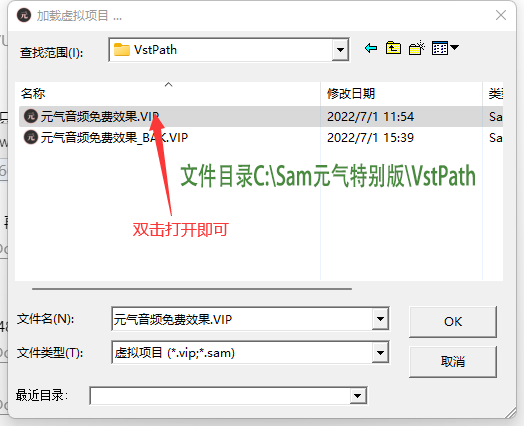 元 加载虚拟项目 ...
查找范围(I):
VstPath
名称
修改日期
元气音频免费效果.VIP
2022/7/1 11:54
Sa
元气音频免费效果_BAK.VIP
2022/7/1 15:39
Sa
文件目录C:\Sam元气特别版\VstPath
双击打开即可
文件名(N):
元气音频免费效果.VIP
OK
文件类型(T):
虚拟项目 (*.vip;*.sam)
取消
最近目录: